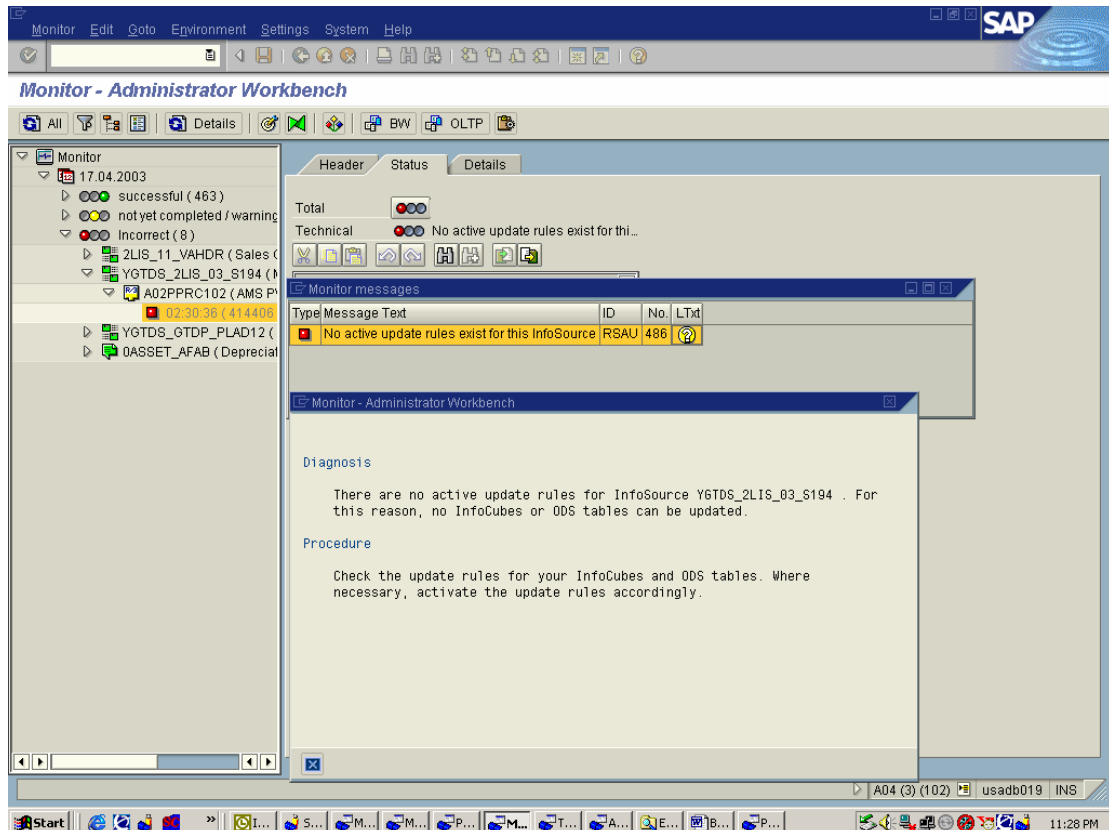 Monitor Edit Goto Environment Settings System Help
SAP
Monitor - Administrator Workbench
All Details BW OLTP
Monitor
17.04.2003
successful ( 463 )
not yet completed / warning
Incorrect ( 8 )
2LIS_11_VAHDR ( Sales
YGTDS_2LIS_03_S194 (
A02PPRC102 ( AMS
02:30:36 ( 414406
YGTDS_GTDP_PLAD12 (
0ASSET_AFAB ( Depreciat
Header Status Details
Total
Technical No active update rules exist for thi...
Monitor messages
Type Message Text ID No. LTxt
No active update rules exist for this InfoSource RSAU 486
Monitor - Administrator Workbench
Diagnosis
There are no active update rules for InfoSource YGTDS_2LIS_03_S194 . For
this reason, no InfoCubes or ODS tables can be updated.
Procedure
Check the update rules for your InfoCubes and ODS tables. Where
necessary, activate the update rules accordingly.
A04 (3) (102) usadb019 INS
Start » I... S... M... M... P... M... T... A... E... B... P... 11:28 PM